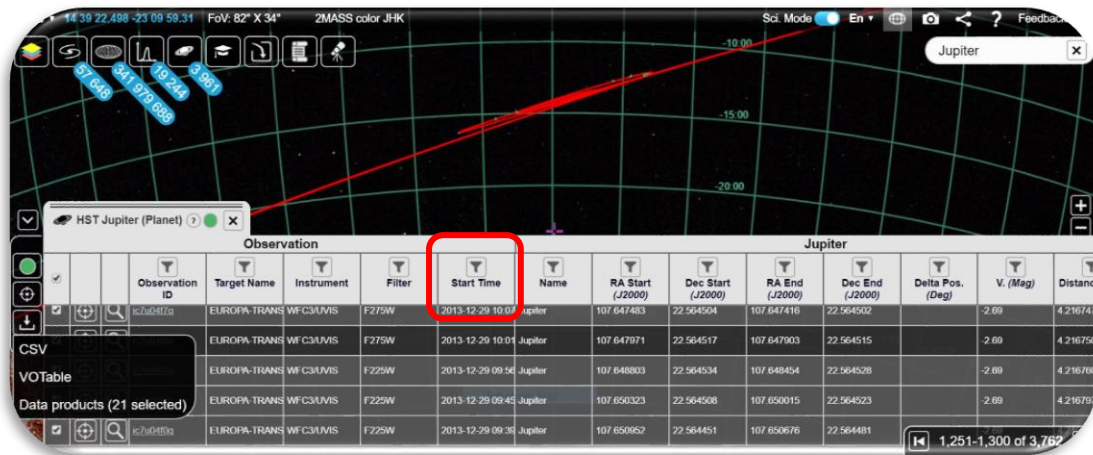 14 39 22.498 -23 09 59.31 FoV: 82° X 34° 2MASS color JHK Sci. Mode En ? Feedback
Jupiter ×
57 648
341 979 688
19 244
3 961
-10:00
-15:00
-20:00
HST Jupiter (Planet) ? ×
Observation Jupiter
Observation ID Target Name Instrument Filter Start Time Name RA Start (J2000) Dec Start (J2000) RA End (J2000) Dec End (J2000) Delta Pos. (Deg) V. (Mag)
EUROPA-TRANS WFC3/UVIS F275W 2013-12-29 10:07 Jupiter 107.647483 22.564504 107.647416 22.564502 -2.69
EUROPA-TRANS WFC3/UVIS F275W 2013-12-29 10:01 Jupiter 107.647971 22.564517 107.647903 22.564515 -2.69
EUROPA-TRANS WFC3/UVIS F225W 2013-12-29 09:56 Jupiter 107.648803 22.564534 107.648454 22.564528 -2.69
EUROPA-TRANS WFC3/UVIS F225W 2013-12-29 09:45 Jupiter 107.650323 22.564508 107.650015 22.564523 -2.69
ic7u04f0q EUROPA-TRANS WFC3/UVIS F225W 2013-12-29 09:39 Jupiter 107.650952 22.564451 107.650676 22.564481
CSV
VOTable
Data products (21 selected)
1,251-1,300 of 3,762